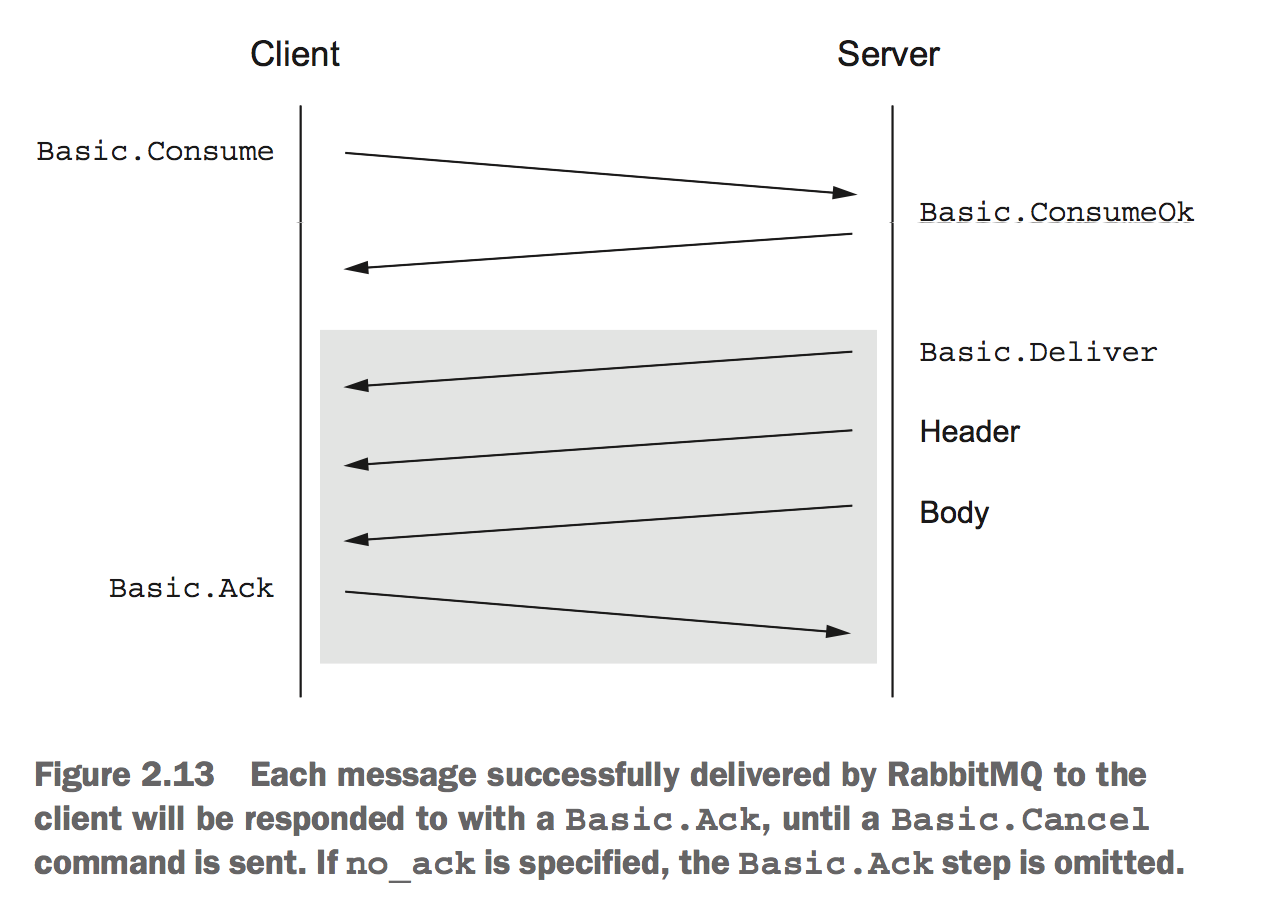 Client Server
Basic.Consume
Basic.ConsumeOk
Basic.Deliver
Header
Body
Basic.Ack
Figure 2.13 Each message successfully delivered by RabbitMQ to the
client will be responded to with a Basic.Ack, until a Basic.Cancel
command is sent. If no_ack is specified, the Basic.Ack step is omitted.